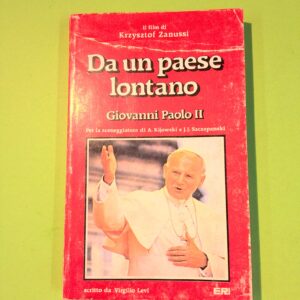 il film di
Krzysztof Zanussi
Da un paese
lontano
Giovanni Paolo II
Per la sceneggiatura di A. Kijowski e J.J. Szczepanski
scritto da Virgilio Levi
ERI